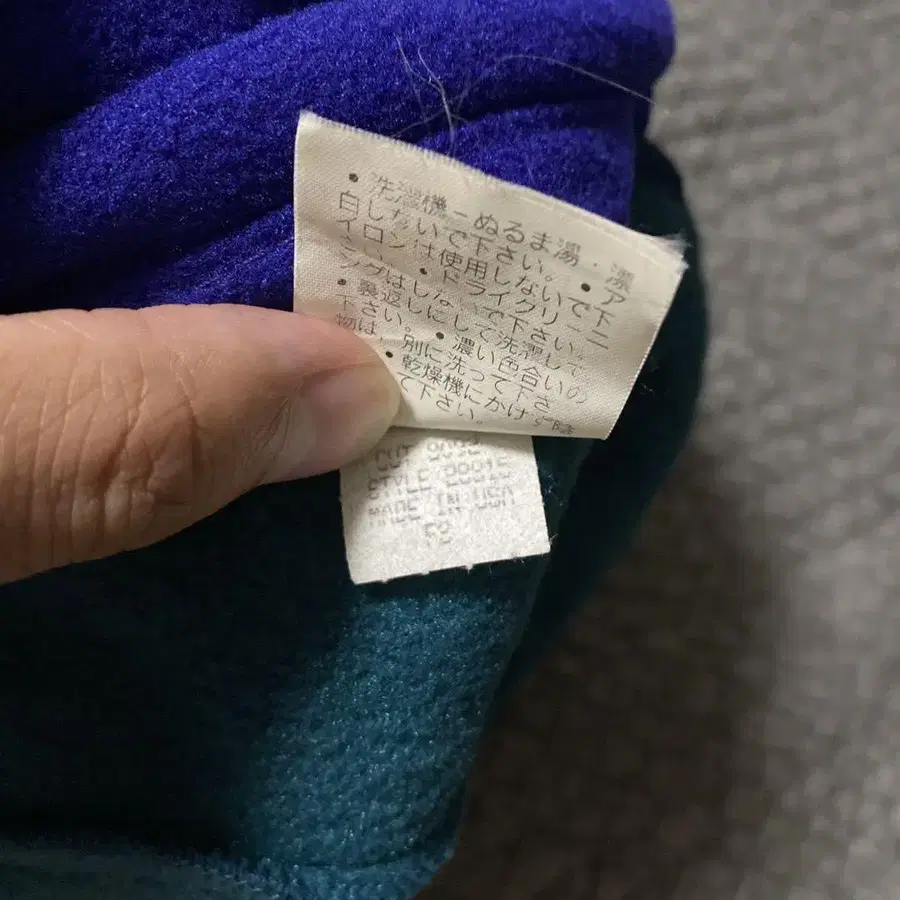 • 洗濯機－ぬるま湯. 漂
白しないで下さい。• ア
イロンは使用しないで下
い. • ドライクリーニ
ングはしないで下さい。
• 裏返しにして洗濯して
下さい。• 濃い色合いの
物は、別に洗って下さ
• 乾燥機にかけず陰
て下さい。
CUT
STYLE
MADE IN USA